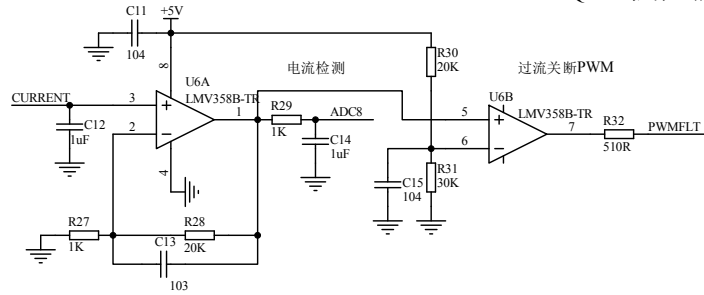 C11
+5V
104
8
U6A
LMV358B-TR
CURRENT
3
1
2
4
C12
1uF
R29
1K
ADC8
C14
1uF
电流检测
R27
1K
R28
20K
C13
103
R30
20K
过流关断PWM
U6B
LMV358B-TR
5
6
7
R32
510R
PWMFLT
C15
104
R31
30K